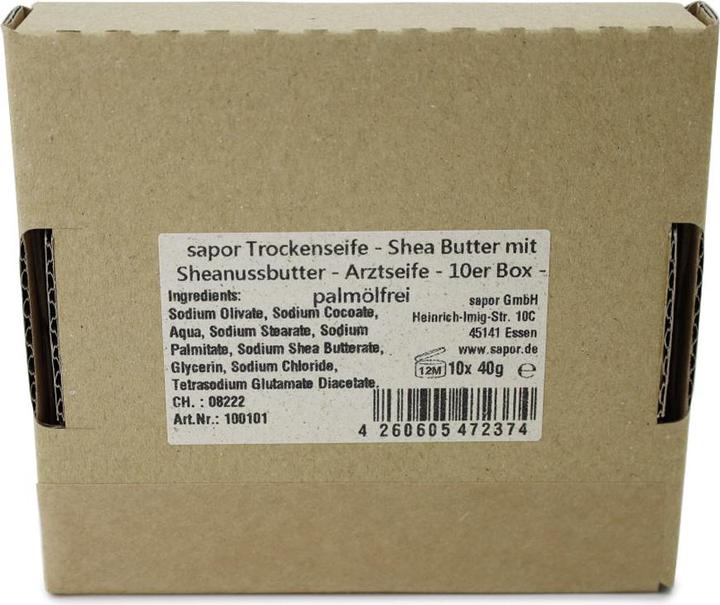 sapor Trockenseife - Shea Butter mit
Sheanussbutter - Arztseife - 10er Box -
palmölfrei
Ingredients:
Sodium Olivate, Sodium Cocoate,
Aqua, Sodium Stearate, Sodium
Palmitate, Sodium Shea Butterate,
Glycerin, Sodium Chloride,
Tetrasodium Glutamate Diacetate.
CH. : 08222
Art.Nr.: 100101
sapor GmbH
Heinrich-Imig-Str. 10C
45141 Essen
www.sapor.de
12M 10x 40g ℮
4 260605 472374